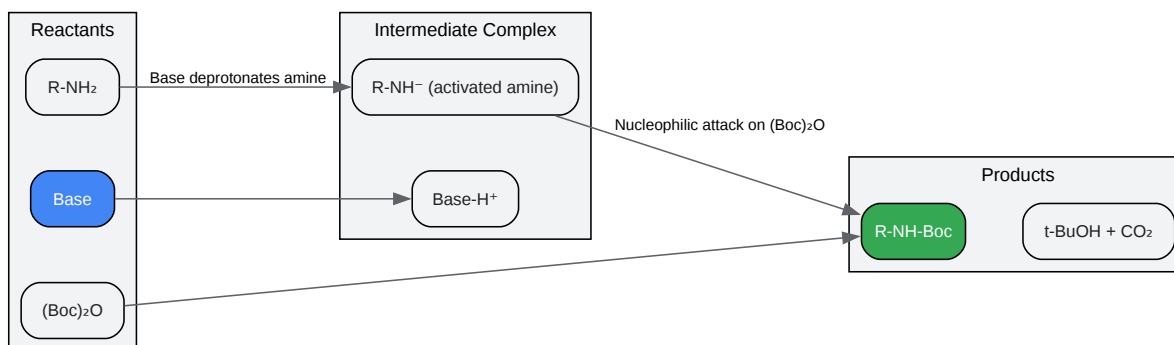 Reactants
Intermediate Complex
R-NH₂
Base deprotonates amine
R-NH⁻ (activated amine)
Nucleophilic attack on (Boc)₂O
Base
Base-H⁺
Products
R-NH-Boc
t-BuOH + CO₂
(Boc)₂O